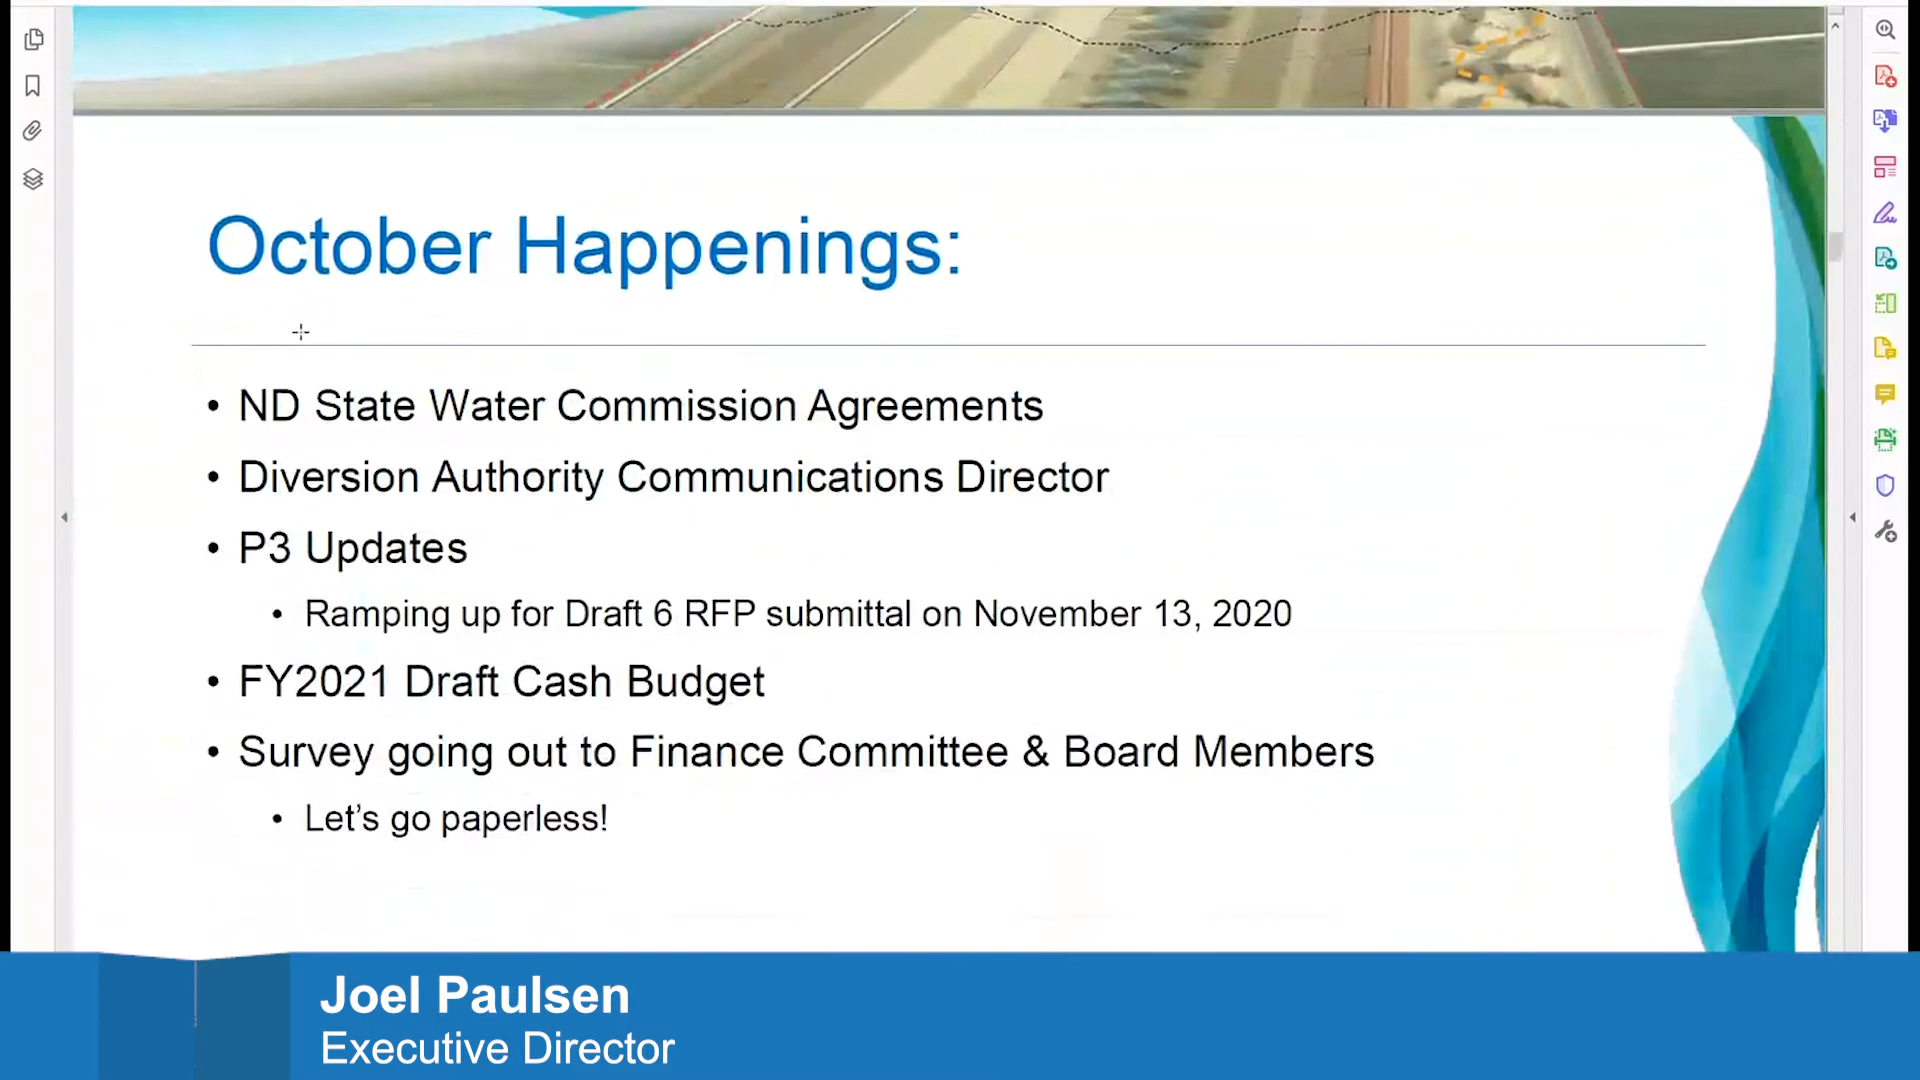 October Happenings:
• ND State Water Commission Agreements
• Diversion Authority Communications Director
• P3 Updates
• Ramping up for Draft 6 RFP submittal on November 13, 2020
• FY2021 Draft Cash Budget
• Survey going out to Finance Committee & Board Members
• Let’s go paperless!
Joel Paulsen
Executive Director